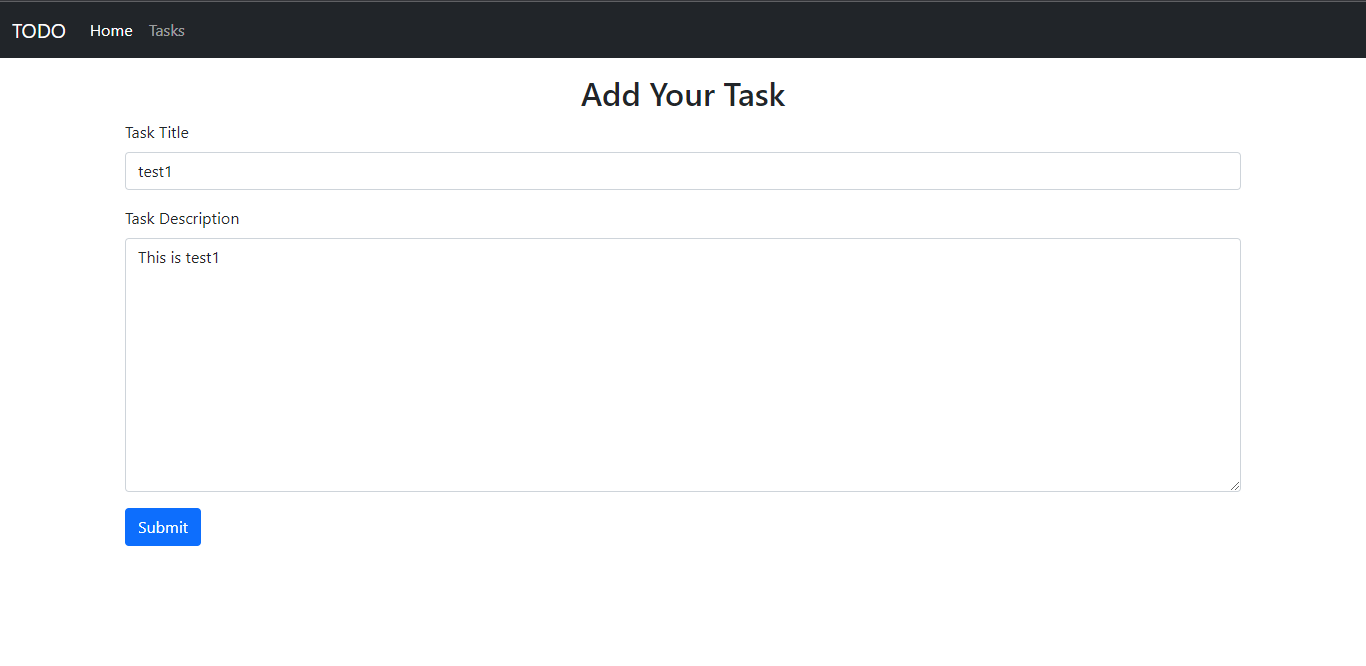 TODO Home Tasks
Add Your Task
Task Title
test1
Task Description
This is test1
Submit